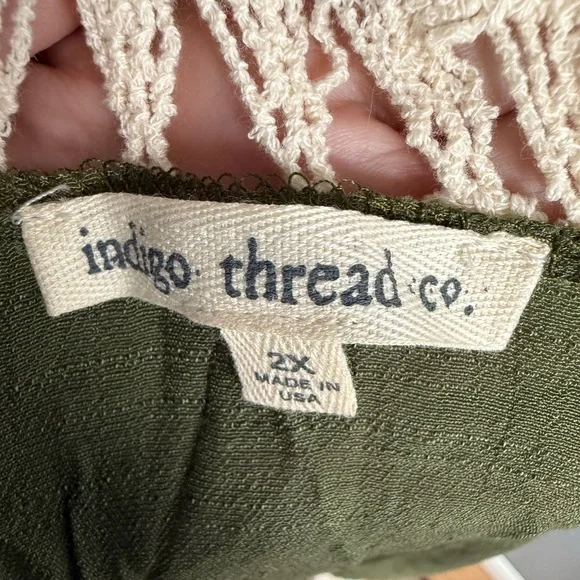 indigo thread co.
2X
MADE IN
USA